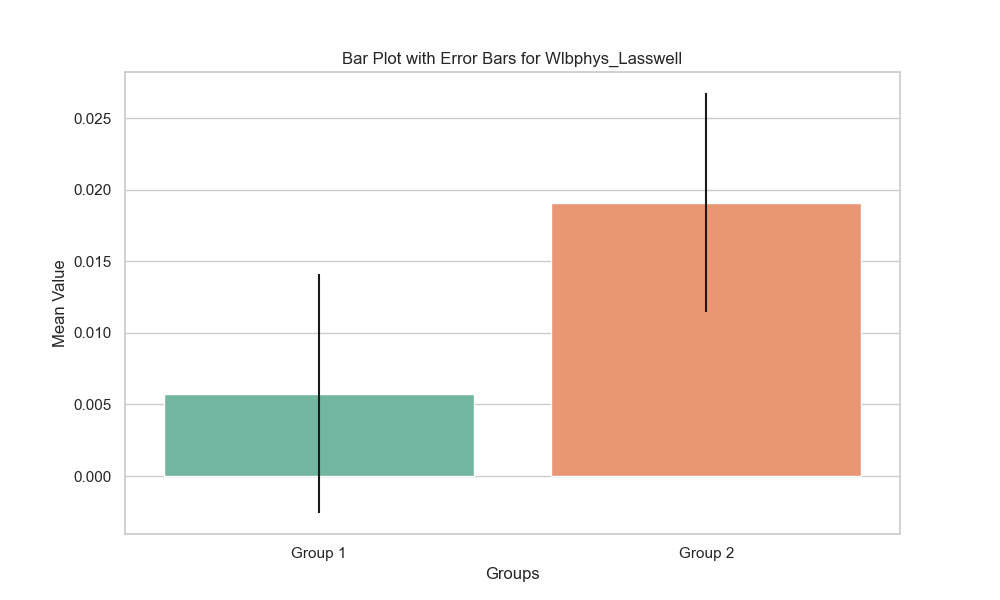 Bar Plot with Error Bars for Wlbphys_Lasswell
Mean Value
0.025
0.020
0.015
0.010
0.005
0.000
Group 1
Group 2
Groups